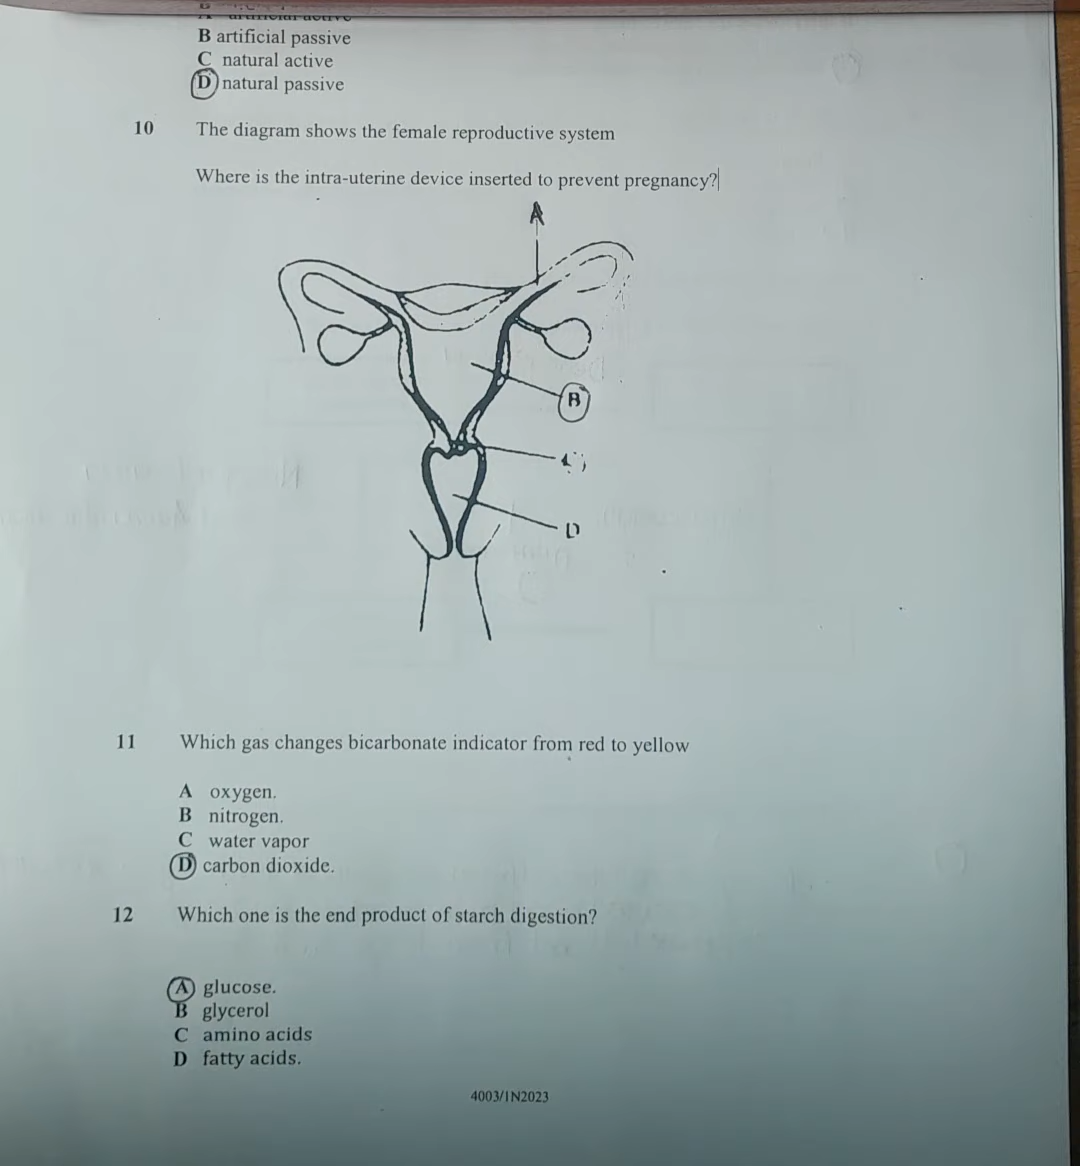 A artificial active
B artificial passive
C natural active
D natural passive
10 The diagram shows the female reproductive system
Where is the intra-uterine device inserted to prevent pregnancy?
A
B
D
11 Which gas changes bicarbonate indicator from red to yellow
A oxygen.
B nitrogen.
C water vapor
D carbon dioxide.
12 Which one is the end product of starch digestion?
A glucose.
B glycerol
C amino acids
D fatty acids.
4003/1N2023